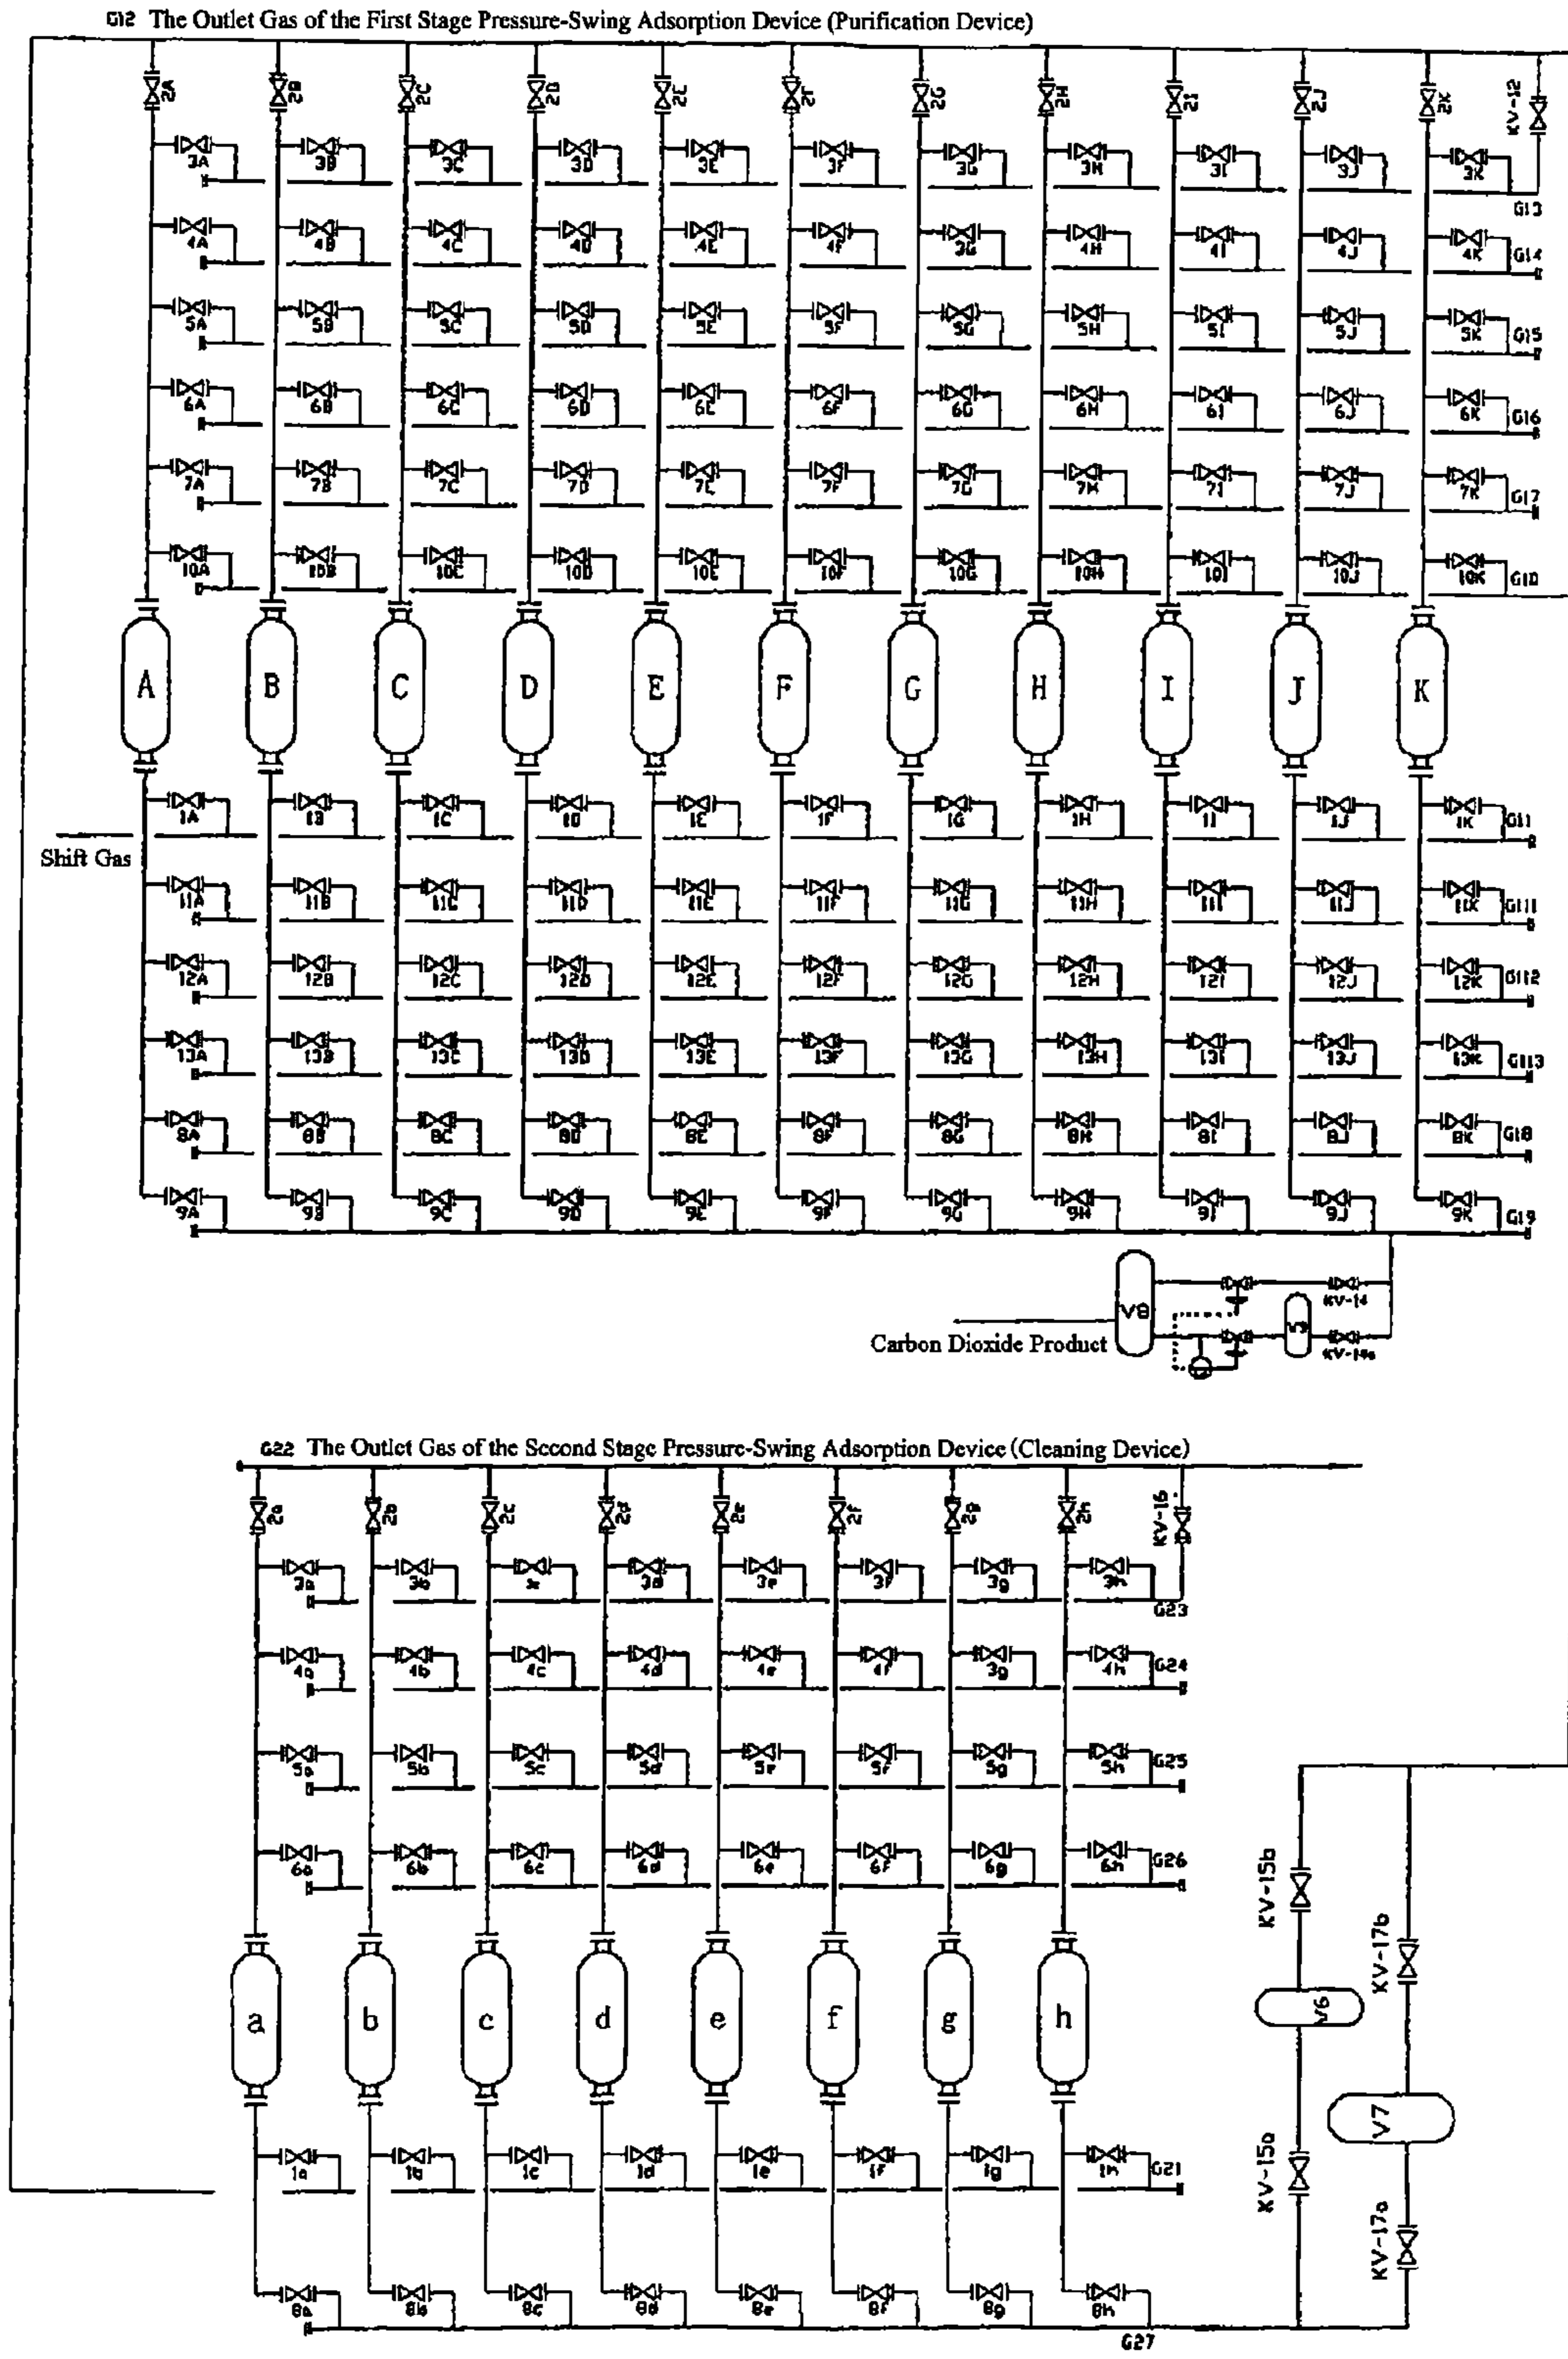 G12 The Outlet Gas of the First Stage Pressure-Swing Adsorption Device (Purification Device)
2A 2B 2C 2D 2E 2F 2G 2H 2I 2J 2K KV-12
3A 3B 3C 3D 3E 3F 3G 3H 3I 3J 3K
G13
4A 4B 4C 4D 4E 4F 3G 4H 4I 4J 4K G14
5A 5B 5C 5D 5E 5F 5G 5H 5I 5J 5K G15
6A 6B 6C 6D 6E 6F 6G 6H 6I 6J 6K G16
7A 7B 7C 7D 7E 7F 7G 7K 7I 7J 7K G17
10A 10B 10C 10D 10E 10F 10G 10H 10I 10J 10K G10
A B C D E F G H I J K
1A 1B 1C 1D 1E 1F 1G 1H 1I 1J 1K G11
Shift Gas
11A 11B 11C 11D 11E 11F 11G 11H 11I 11J 11K G111
12A 12B 12C 12D 12E 12F 12G 12H 12I 12J 12K G112
13A 13B 13C 13D 13E 13F 13G 13H 13I 13J 13K G113
8A 8B 8C 8D 8E 8F 8G 8H 8I 8J 8K G18
9A 9B 9C 9D 9E 9F 9G 9H 9I 9J 9K G19
V8 KV-14
Carbon Dioxide Product 5 KV-14a
G22 The Outlet Gas of the Second Stage Pressure-Swing Adsorption Device (Cleaning Device)
2a 2b 2c 2d 2e 2f 2g 2h KV-16
3a 3b 3c 3d 3e 3f 3g 3h
G23
4a 4b 4c 4d 4e 4f 3g 4h G24
5a 5b 5c 5d 5e 5f 5g 5h G25
6a 6b 6c 6d 6e 6f 6g 6h G26
KV-15b KV-17b
a b c d e f g h V6
V7
1a 1b 1c 1d 1e 1f 1g 1h G21
KV-15a KV-17a
8a 8b 8c 8d 8e 8f 8g 8h
G27